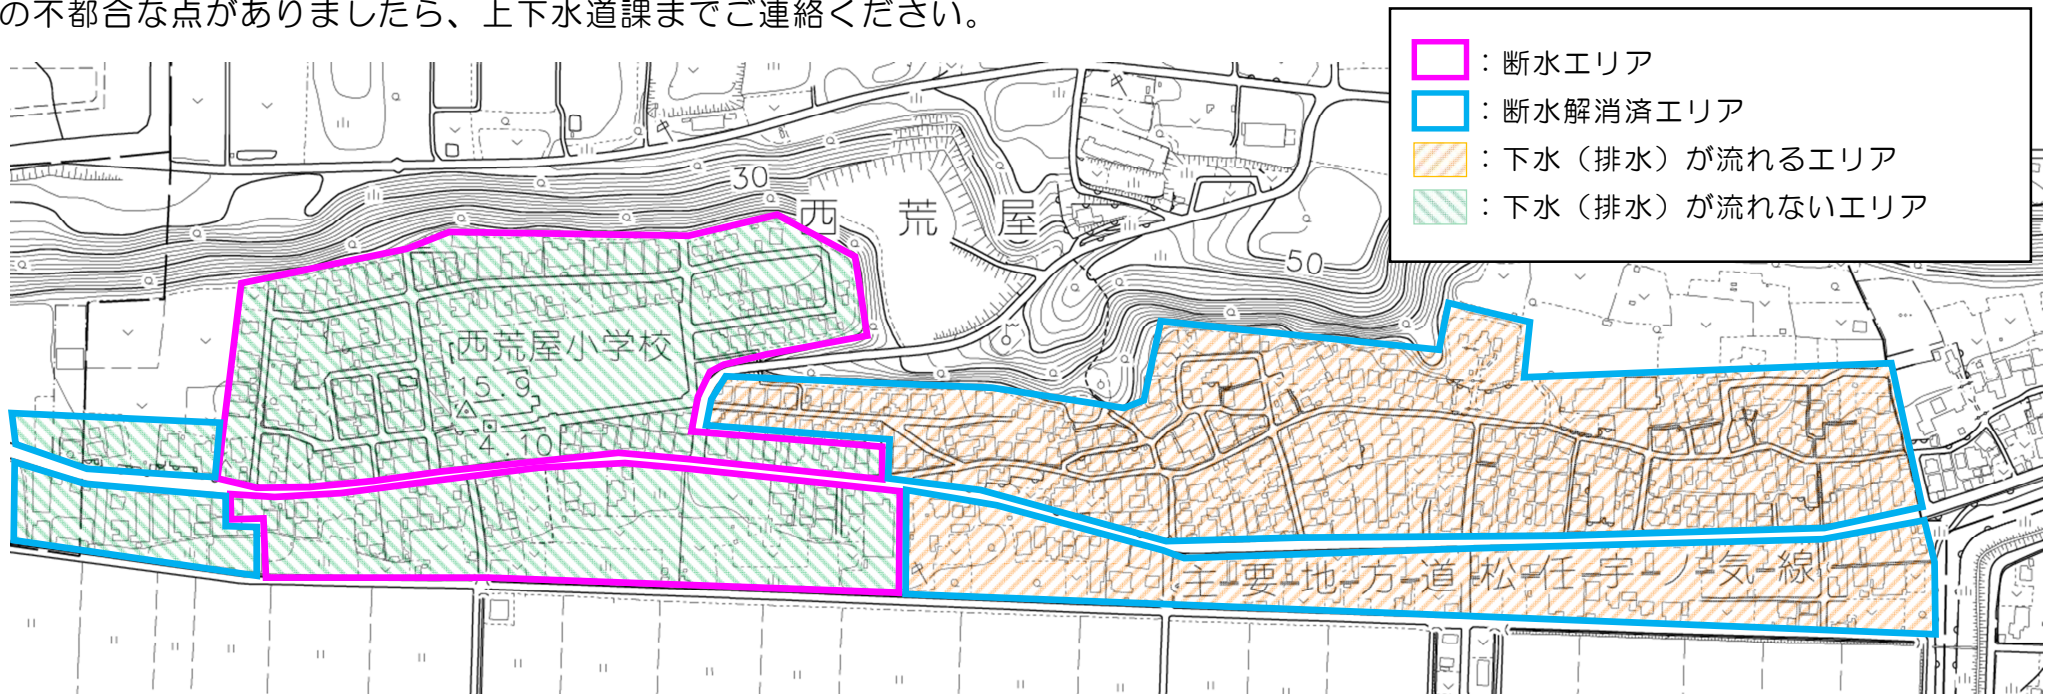 の不都合な点がありましたら、上下水道課までご連絡ください。
：断水エリア
：断水解消済エリア
：下水（排水）が流れるエリア
：下水（排水）が流れないエリア
30
西荒屋
50
西荒屋小学校
15.9
4.10
主要地方道松任宇ノ気線